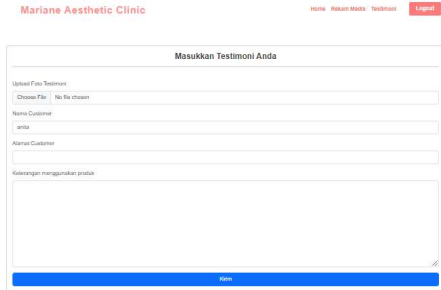 Mariane Aesthetic Clinic
Home Rekam Medis Testimoni Logout
Masukkan Testimoni Anda
Upload Foto Testimoni
Choose File No file chosen
Nama Customer
anita
Alamat Customer
Keterangan menggunakan produk
Kirim